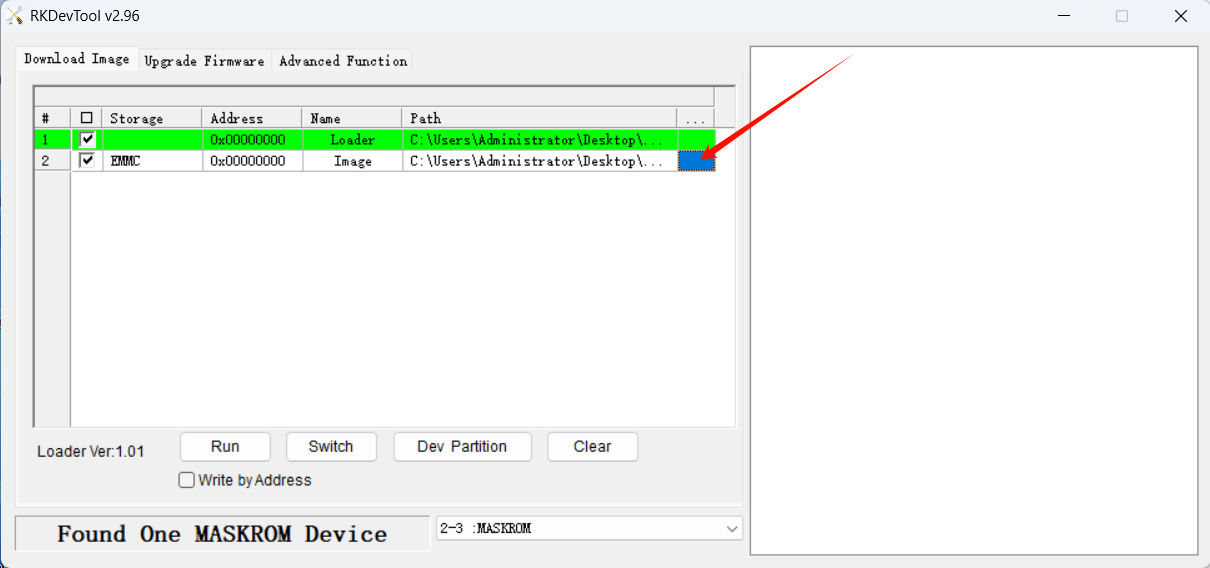 RKDevTool v2.96
Download Image Upgrade Firmware Advanced Function
# Storage Address Name Path ...
1 0x00000000 Loader C:\Users\Administrator\Desktop\...
2 EMMC 0x00000000 Image C:\Users\Administrator\Desktop\...
Loader Ver:1.01 Run Switch Dev Partition Clear
Write by Address
Found One MASKROM Device 2-3 :MASKROM